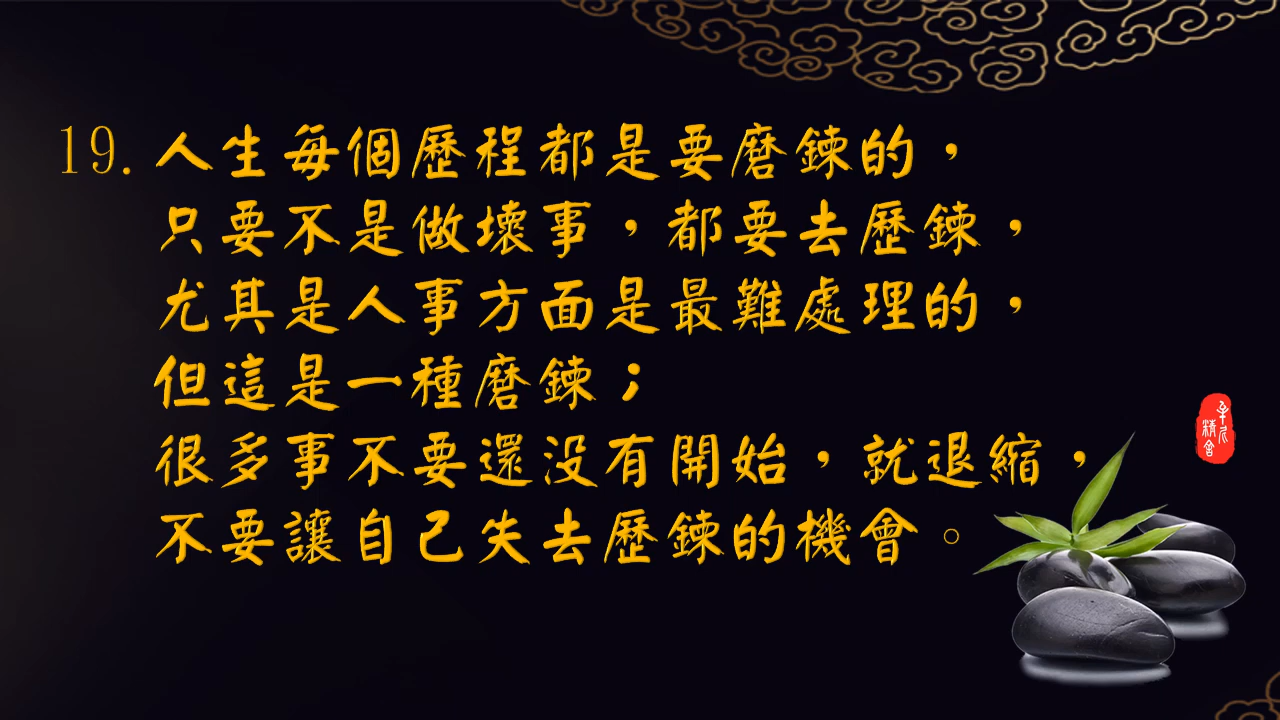 19. 人生每個歷程都是要磨鍊的，
只要不是做壞事，都要去歷鍊，
尤其是人事方面是最難處理的，
但這是一種磨鍊；
很多事不要還沒有開始，就退縮，
不要讓自己失去歷鍊的機會。
精舍